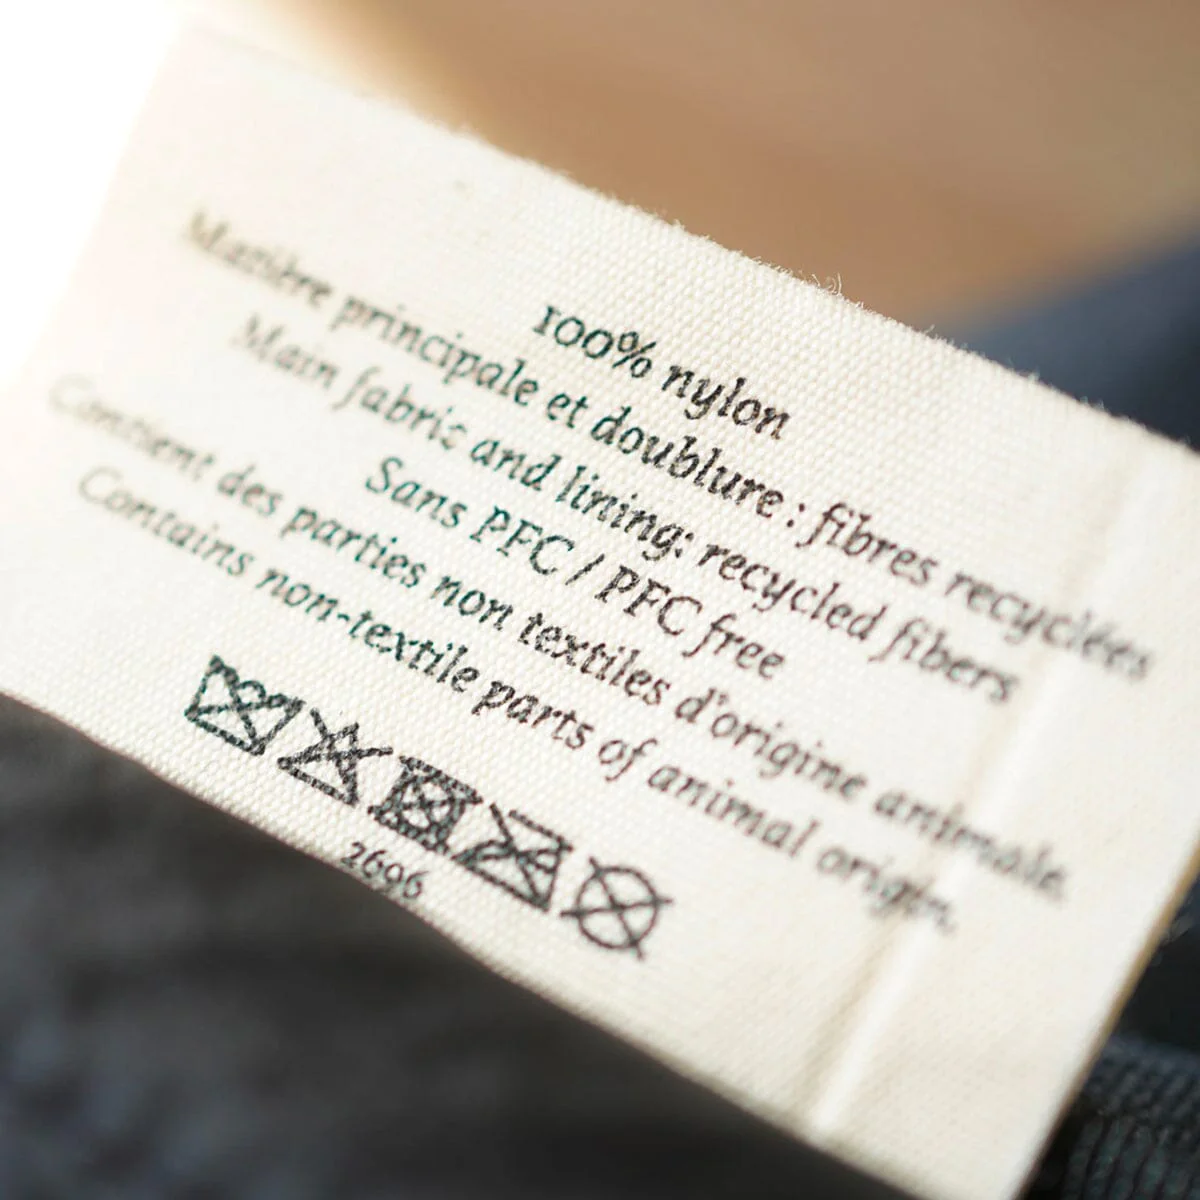 100% nylon
Matière principale et doublure : fibres recyclées
Main fabric and lining: recycled fibers
Sans PFC / PFC free
Contient des parties non textiles d'origine animale.
Contains non-textile parts of animal origin.
2696